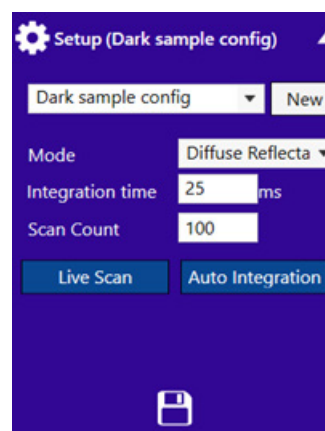 Setup (Dark sample config)
Dark sample config New
Mode Diffuse Reflecta
Integration time 25 ms
Scan Count 100
Live Scan Auto Integration